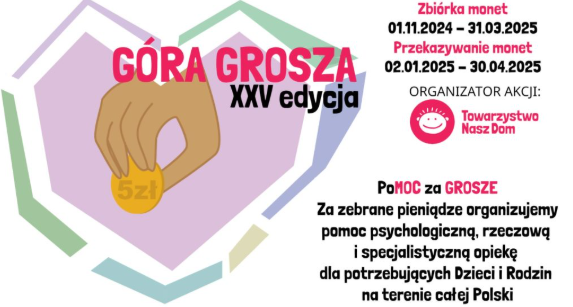 GÓRA GROSZA
XXV edycja
5zł
Zbiórka monet
01.11.2024 – 31.03.2025
Przekazywanie monet
02.01.2025 – 30.04.2025
ORGANIZATOR AKCJI:
Towarzystwo
Nasz Dom
PoMOC za GROSZE
Za zebrane pieniądze organizujemy
pomoc psychologiczną, rzeczową
i specjalistyczną opiekę
dla potrzebujących Dzieci i Rodzin
na terenie całej Polski